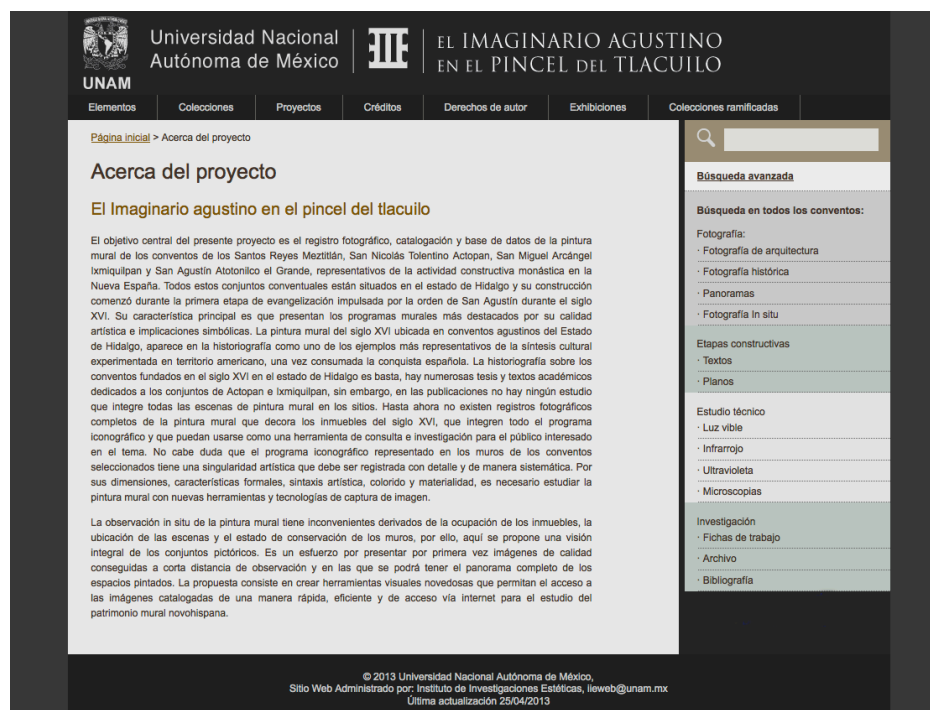 Universidad Nacional
Autónoma de México
UNAM
EL IMAGINARIO AGUSTINO
EN EL PINCEL DEL TLACUILO
Elementos Colecciones Proyectos Créditos Derechos de autor Exhibiciones Colecciones ramificadas
Página inicial > Acerca del proyecto
Acerca del proyecto
El Imaginario agustino en el pincel del tlacuilo
El objetivo central del presente proyecto es el registro fotográfico, catalogación y base de datos de la pintura
mural de los conventos de los Santos Reyes Meztitlán, San Nicolás Tolentino Actopan, San Miguel Arcángel
Ixmiquilpan y San Agustín Atotonilco el Grande, representativos de la actividad constructiva monástica en la
Nueva España. Todos estos conjuntos conventuales están situados en el estado de Hidalgo y su construcción
comenzó durante la primera etapa de evangelización impulsada por la orden de San Agustín durante el siglo
XVI. Su característica principal es que presentan los programas murales más destacados por su calidad
artística e implicaciones simbólicas. La pintura mural del siglo XVI ubicada en conventos agustinos del Estado
de Hidalgo, aparece en la historiografía como uno de los ejemplos más representativos de la síntesis cultural
experimentada en territorio americano, una vez consumada la conquista española. La historiografía sobre los
conventos fundados en el siglo XVI en el estado de Hidalgo es basta, hay numerosas tesis y textos académicos
dedicados a los conjuntos de Actopan e Ixmiquilpan, sin embargo, en las publicaciones no hay ningún estudio
que integre todas las escenas de pintura mural en los sitios. Hasta ahora no existen registros fotográficos
completos de la pintura mural que decora los inmuebles del siglo XVI, que integren todo el programa
iconográfico y que puedan usarse como una herramienta de consulta e investigación para el público interesado
en el tema. No cabe duda que el programa iconográfico representado en los muros de los conventos
seleccionados tiene una singularidad artística que debe ser registrada con detalle y de manera sistemática. Por
sus dimensiones, características formales, sintaxis artística, colorido y materialidad, es necesario estudiar la
pintura mural con nuevas herramientas y tecnologías de captura de imagen.
La observación in situ de la pintura mural tiene inconvenientes derivados de la ocupación de los inmuebles, la
ubicación de las escenas y el estado de conservación de los muros, por ello, aquí se propone una visión
integral de los conjuntos pictóricos. Es un esfuerzo por presentar por primera vez imágenes de calidad
conseguidas a corta distancia de observación y en las que se podrá tener el panorama completo de los
espacios pintados. La propuesta consiste en crear herramientas visuales novedosas que permitan el acceso a
las imágenes catalogadas de una manera rápida, eficiente y de acceso vía internet para el estudio del
patrimonio mural novohispana.
Búsqueda avanzada
Búsqueda en todos los conventos:
Fotografía:
· Fotografía de arquitectura
· Fotografía histórica
· Panoramas
· Fotografía In situ
Etapas constructivas
· Textos
· Planos
Estudio técnico
· Luz vible
· Infrarrojo
· Ultravioleta
· Microscopias
Investigación
· Fichas de trabajo
· Archivo
· Bibliografía
© 2013 Universidad Nacional Autónoma de México,
Sitio Web Administrado por: Instituto de Investigaciones Estéticas, iieweb@unam.mx
Última actualización 25/04/2013